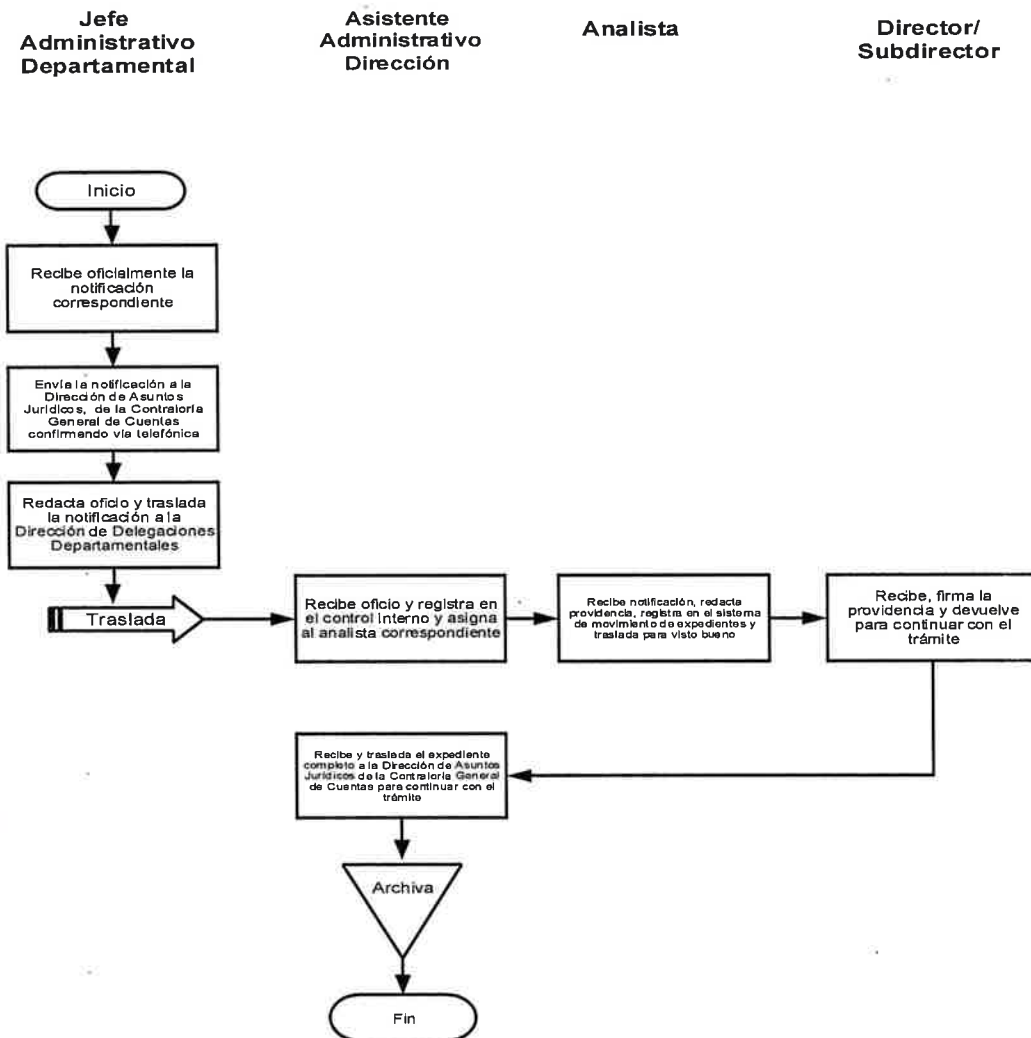 Jefe
Administrativo
Departamental
Asistente
Administrativo
Dirección
Analista
Director/
Subdirector
Inicio
Recibe oficialmente la
notificación
correspondiente
Envía la notificación a la
Dirección de Asuntos
Jurídicos, de la Contraloría
General de Cuentas
confirmando vía telefónica
Redacta oficio y traslada
la notificación a la
Dirección de Delegaciones
Departamentales
Traslada
Recibe oficio y registra en
el control interno y asigna
al analista correspondiente
Recibe notificación, redacta
providencia, registra en el sistema
de movimiento de expedientes y
traslada para visto bueno
Recibe, firma la
providencia y devuelve
para continuar con el
trámite
Recibe y traslada el expediente
completo a la Dirección de Asuntos
Jurídicos de la Contraloría General
de Cuentas para continuar con el
trámite
Archiva
Fin